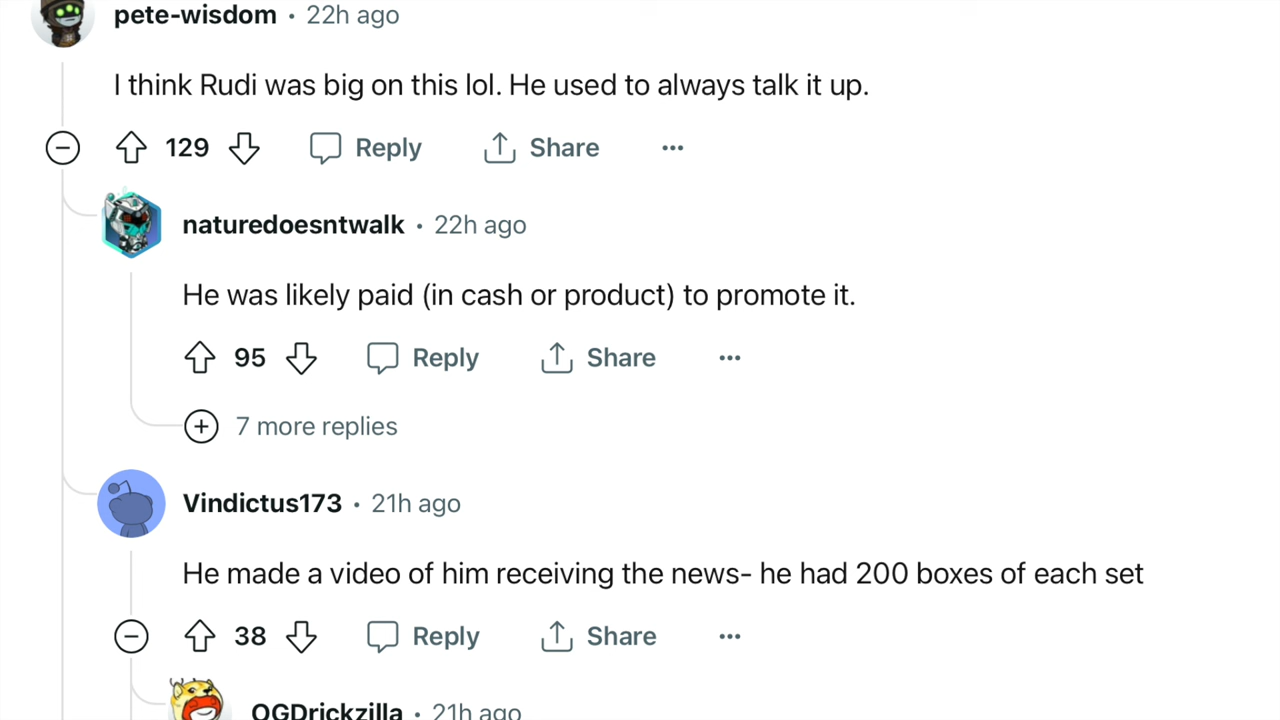 pete-wisdom • 22h ago
I think Rudi was big on this lol. He used to always talk it up.
129 Reply Share ...
naturedoesntwalk • 22h ago
He was likely paid (in cash or product) to promote it.
95 Reply Share ...
7 more replies
Vindictus173 • 21h ago
He made a video of him receiving the news- he had 200 boxes of each set
38 Reply Share ...
OGDrickzilla • 21h ago